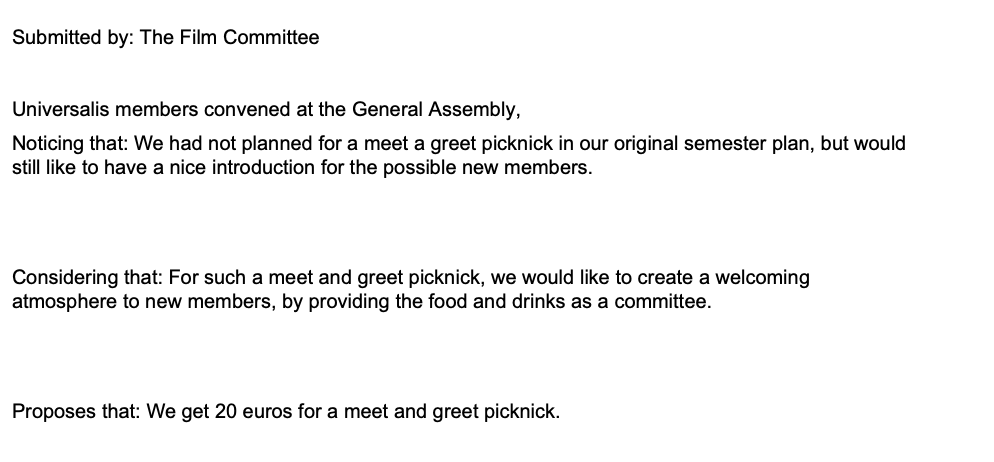 Submitted by: The Film Committee
Universalis members convened at the General Assembly,
Noticing that: We had not planned for a meet a greet picknick in our original semester plan, but would
still like to have a nice introduction for the possible new members.
Considering that: For such a meet and greet picknick, we would like to create a welcoming
atmosphere to new members, by providing the food and drinks as a committee.
Proposes that: We get 20 euros for a meet and greet picknick.